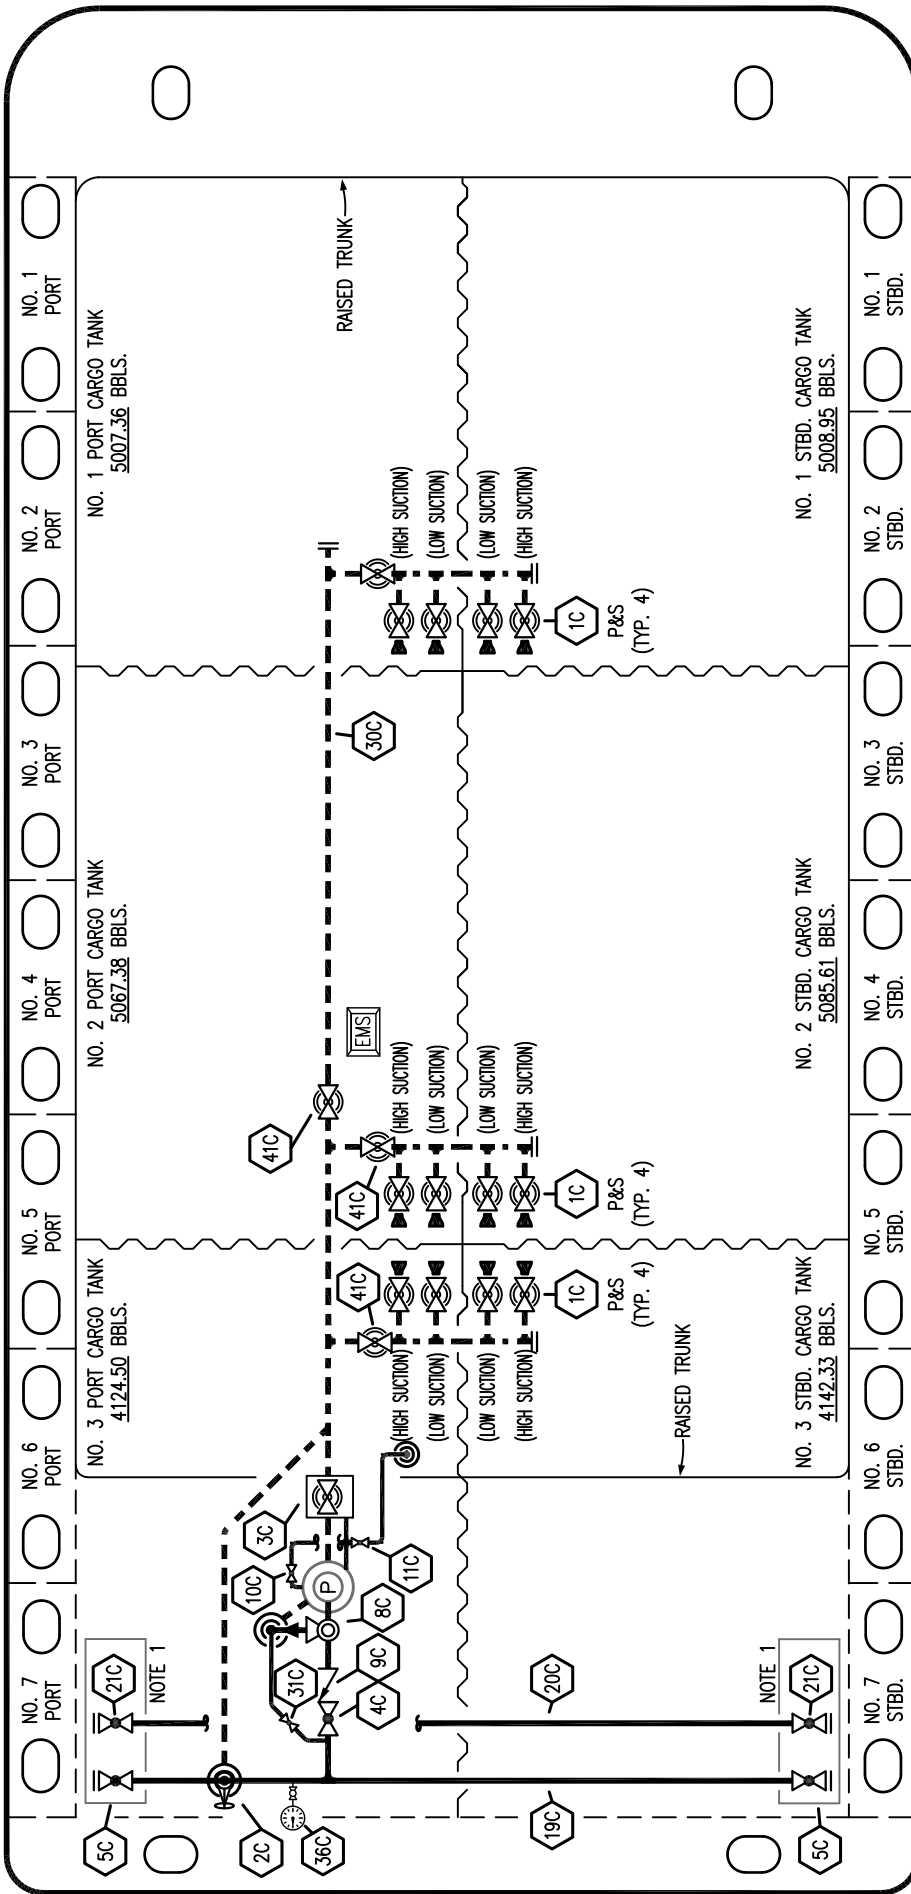 NO. 1
PORT
NO. 2
PORT
NO. 3
PORT
NO. 4
PORT
NO. 5
PORT
NO. 6
PORT
NO. 7
PORT
NO. 1 PORT CARGO TANK
5007.36 BBLS.
NO. 2 PORT CARGO TANK
5067.38 BBLS.
NO. 3 PORT CARGO TANK
4124.50 BBLS.
RAISED TRUNK
(HIGH SUCTION)
(LOW SUCTION)
(LOW SUCTION)
(HIGH SUCTION)
1C
P&S
(TYP. 4)
30C
EMS
41C
41C
(HIGH SUCTION)
(LOW SUCTION)
(LOW SUCTION)
(HIGH SUCTION)
1C
P&S
(TYP. 4)
41C
(HIGH SUCTION)
(LOW SUCTION)
(LOW SUCTION)
(HIGH SUCTION)
1C
P&S
(TYP. 4)
RAISED TRUNK
3C
10C
P
11C
8C
9C
4C
31C
21C
NOTE 1
5C
2C
36C
20C
19C
NOTE 1
21C
5C
NO. 1 STBD. CARGO TANK
5008.95 BBLS.
NO. 2 STBD. CARGO TANK
5085.61 BBLS.
NO. 3 STBD. CARGO TANK
4142.33 BBLS.
NO. 1
STBD.
NO. 2
STBD.
NO. 3
STBD.
NO. 4
STBD.
NO. 5
STBD.
NO. 6
STBD.
NO. 7
STBD.